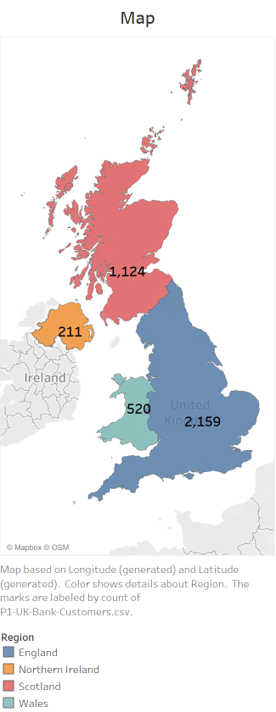 Map
1,124
211
Ireland
520
United
Kingdom
2,159
© Mapbox © OSM
Map based on Longitude (generated) and Latitude
(generated). Color shows details about Region. The
marks are labeled by count of
P1-UK-Bank-Customers.csv.
Region
England
Northern Ireland
Scotland
Wales